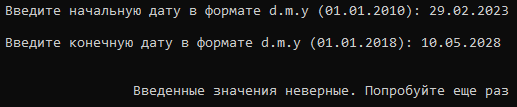 Введите начальную дату в формате d.m.y (01.01.2010): 29.02.2023
Введите конечную дату в формате d.m.y (01.01.2018): 10.05.2028
Введенные значения неверные. Попробуйте еще раз